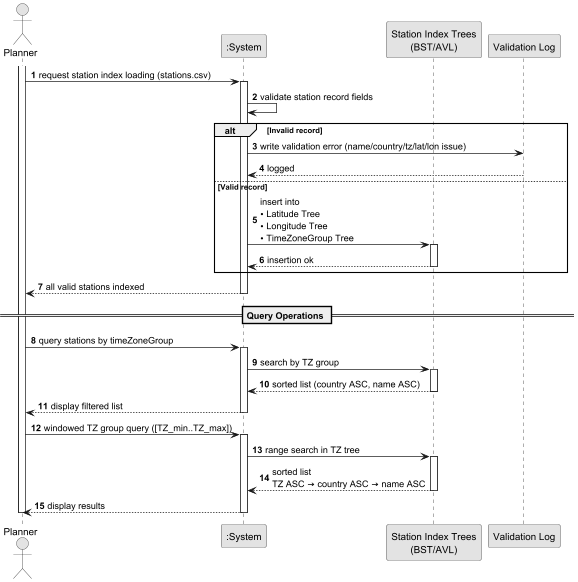 Planner
:System
Station Index Trees
(BST/AVL)
Validation Log
1 request station index loading (stations.csv)
2 validate station record fields
alt [Invalid record]
3 write validation error (name/country/tz/lat/lon issue)
4 logged
[Valid record]
insert into
• Latitude Tree
5 • Longitude Tree
• TimeZoneGroup Tree
6 insertion ok
7 all valid stations indexed
Query Operations
8 query stations by timeZoneGroup
9 search by TZ group
10 sorted list (country ASC, name ASC)
11 display filtered list
12 windowed TZ group query ([TZ_min..TZ_max])
13 range search in TZ tree
14 sorted list
TZ ASC → country ASC → name ASC
15 display results
Planner
:System
Station Index Trees
(BST/AVL)
Validation Log